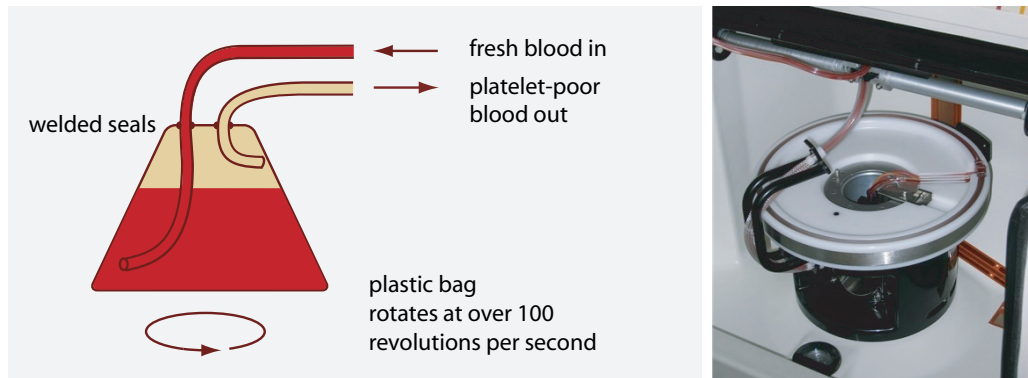 fresh blood in
platelet-poor
blood out
welded seals
plastic bag
rotates at over 100
revolutions per second